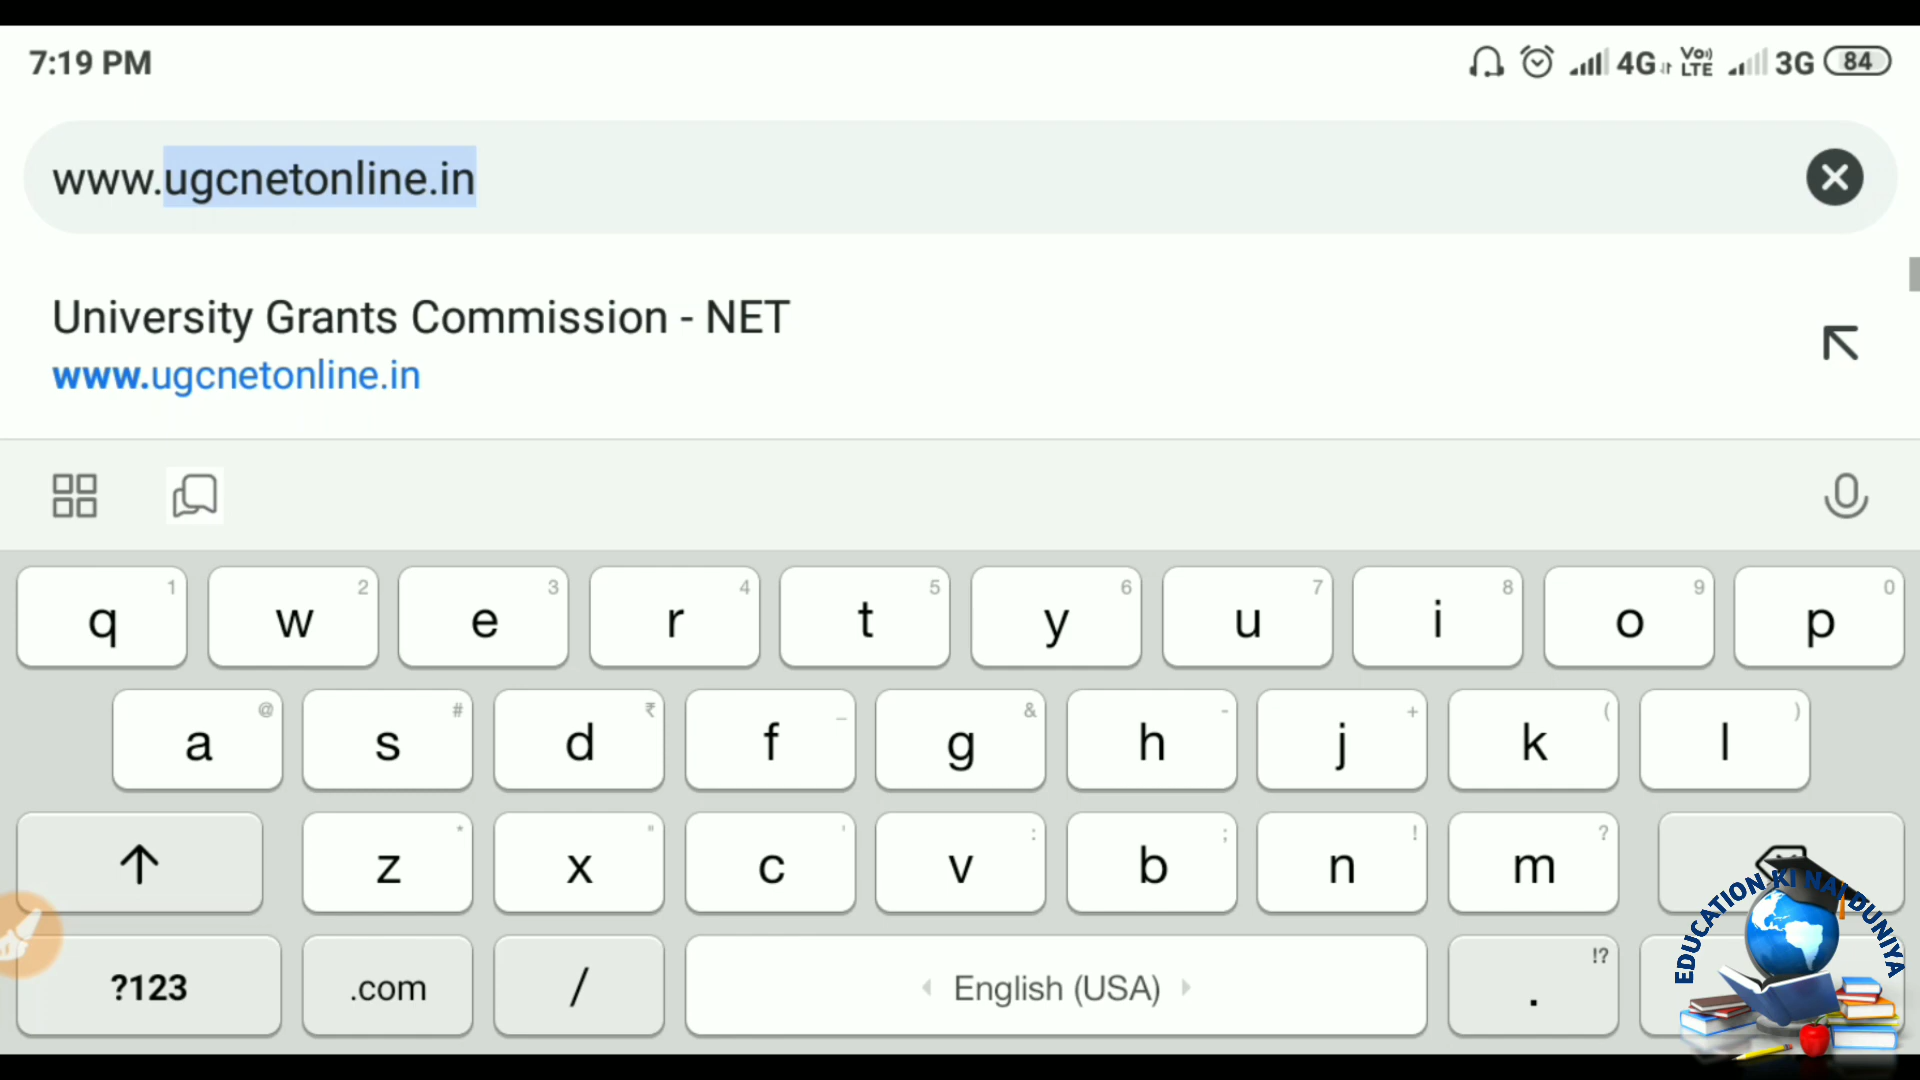 7:19 PM
4G Vo) LTE 3G 84
www.ugcnetonline.in
University Grants Commission - NET
www.ugcnetonline.in
q 1 w 2 e 3 r 4 t 5 y 6 u 7 i 8 o 9 p 0
a @ s # d ₹ f _ g & h - j + k ( l )
z * x " c ' v : b ; n ! m ?
?123 .com / English (USA) . !?
EDUCATION KI NAI DUNIYA